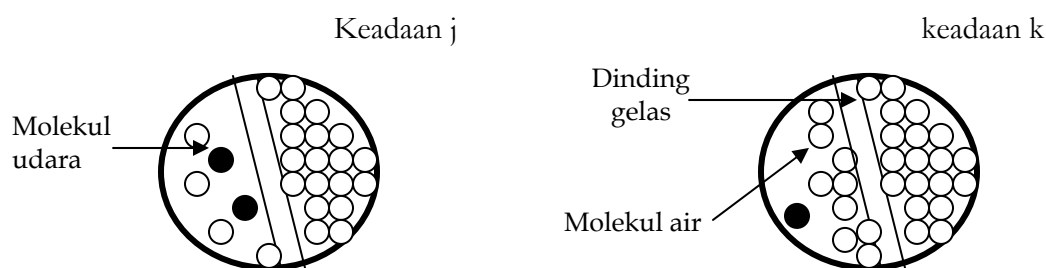 Keadaan j
keadaan k
Molekul
udara
Dinding
gelas
Molekul air